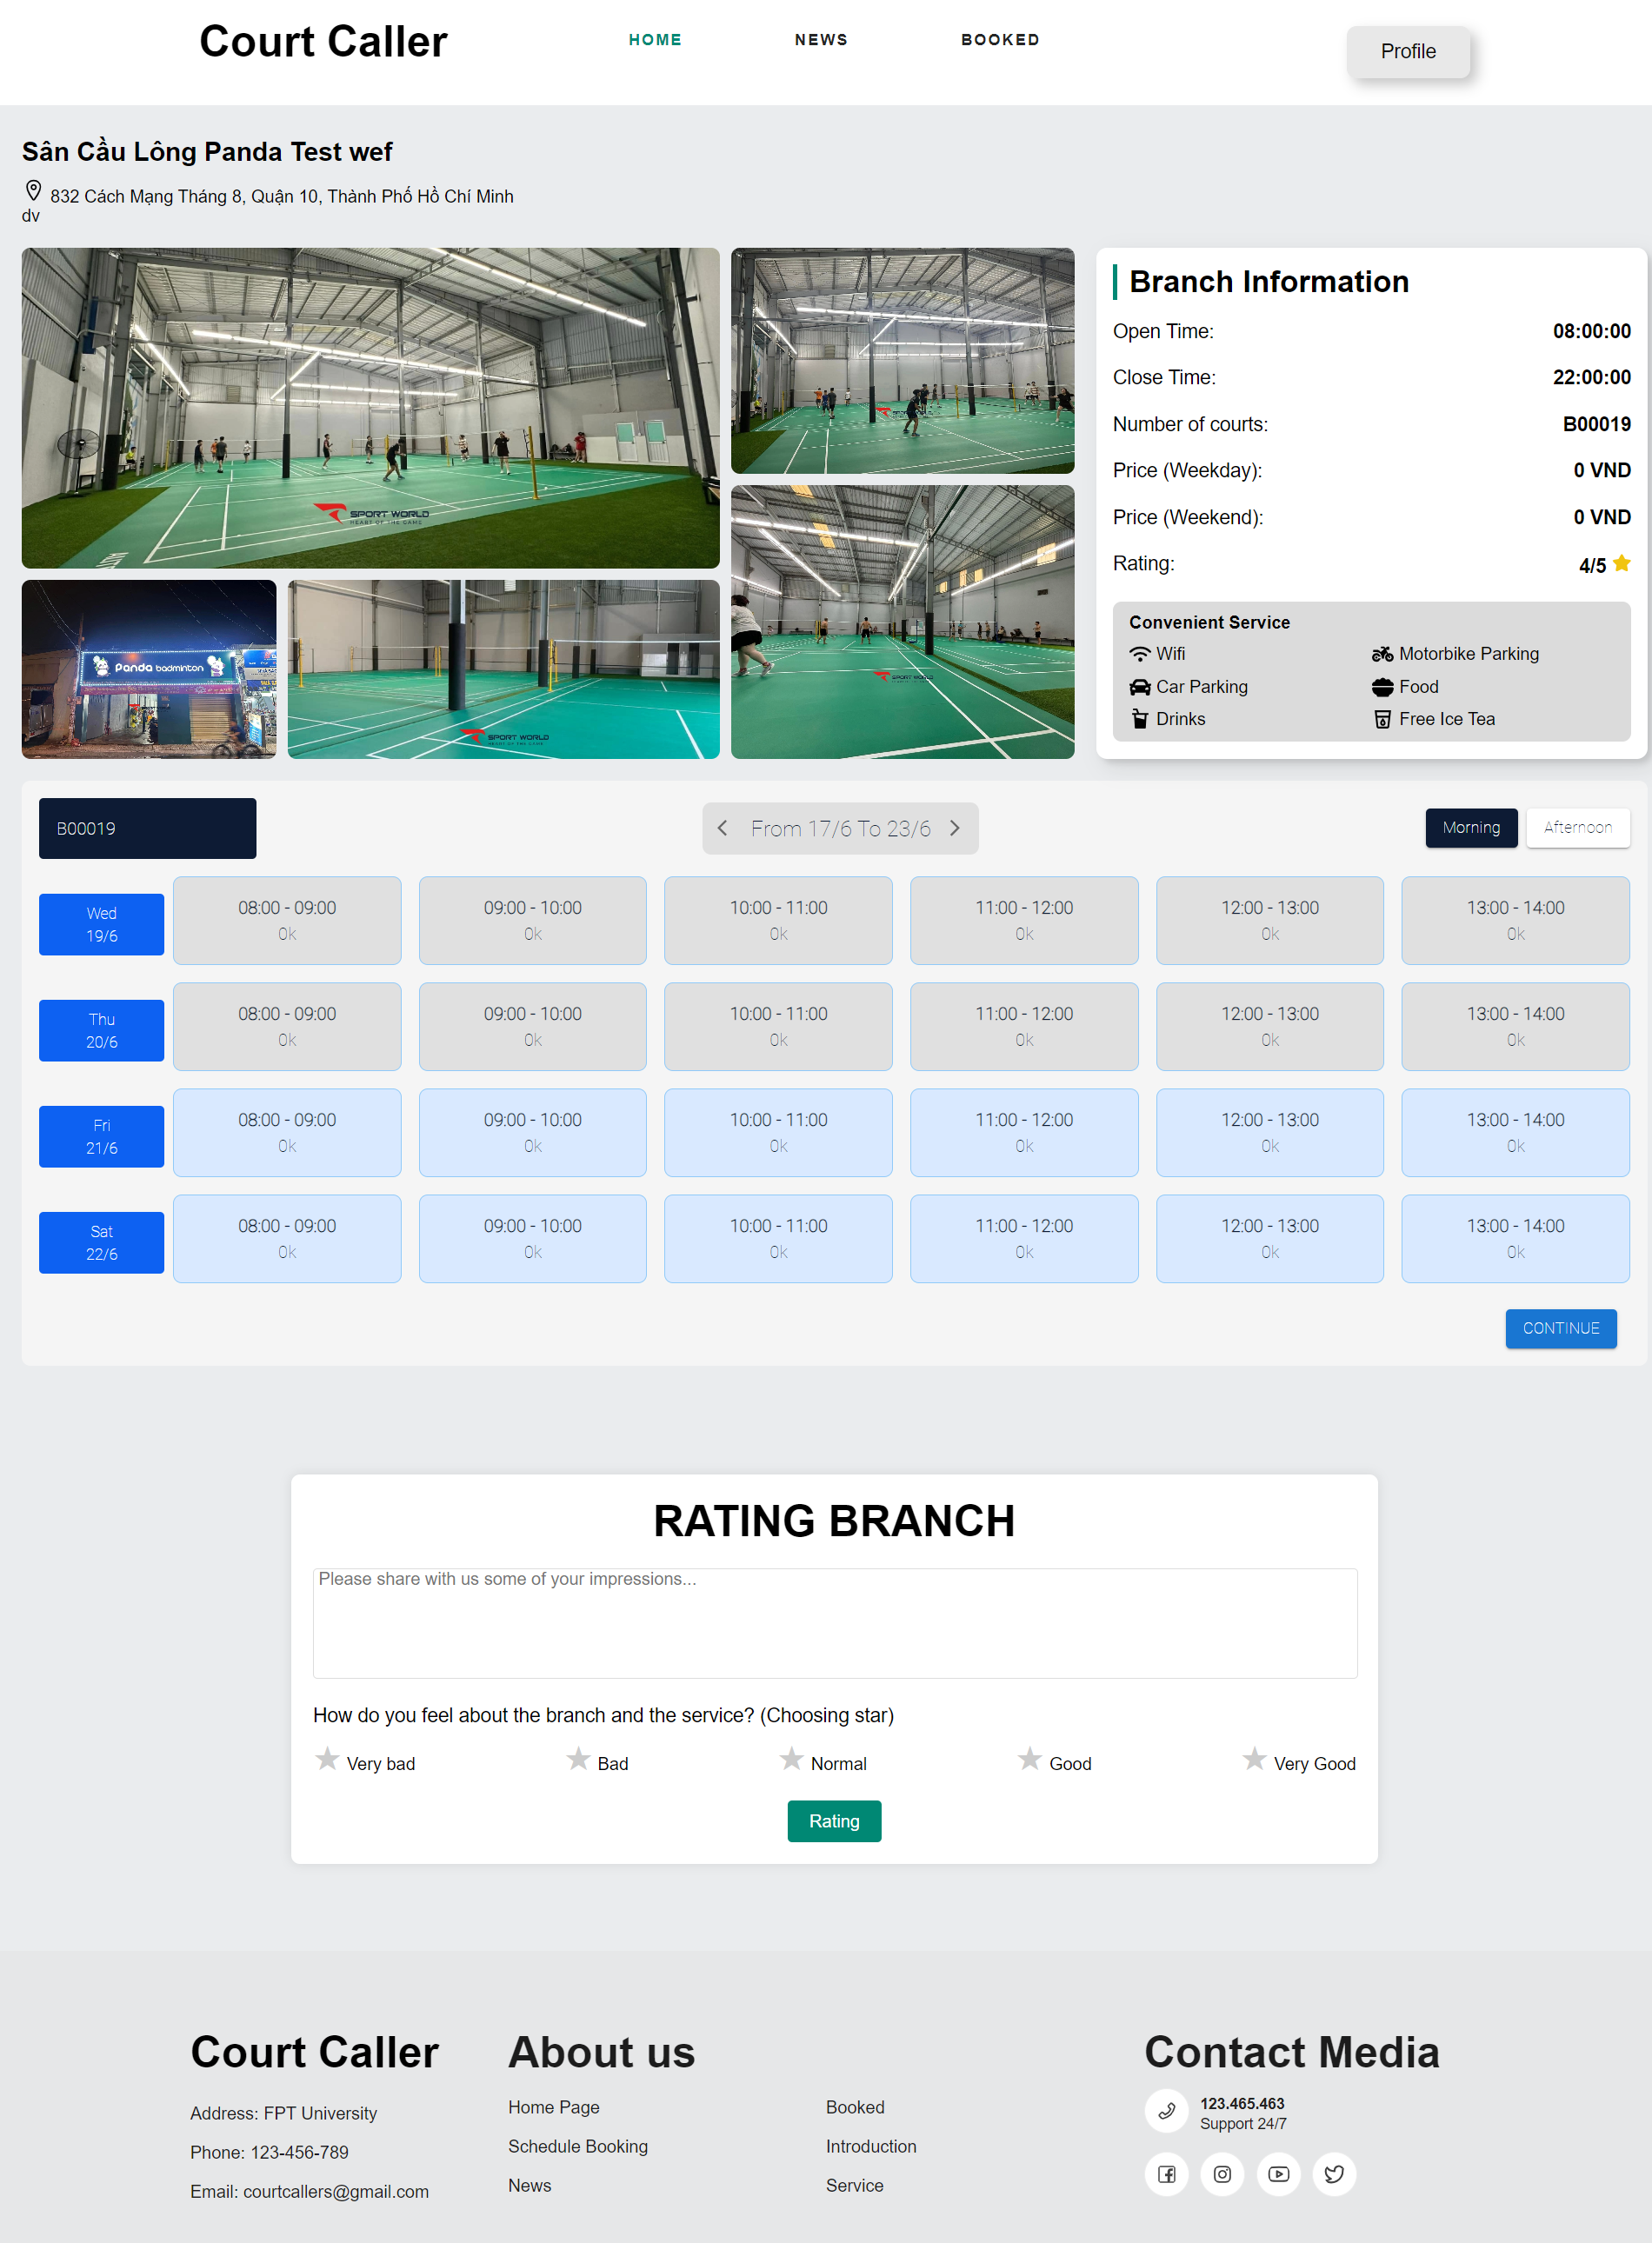 Court Caller
HOME
NEWS
BOOKED
Profile
Sân Cầu Lông Panda Test wef
832 Cách Mạng Tháng 8, Quận 10, Thành Phố Hồ Chí Minh
dv
SPORT WORLD
HEART OF THE GAME
SPORT WORLD
Panda badminton
SPORT WORLD
HEART OF THE GAME
SPORT WORLD
Branch Information
Open Time: 08:00:00
Close Time: 22:00:00
Number of courts: B00019
Price (Weekday): 0 VND
Price (Weekend): 0 VND
Rating: 4/5
Convenient Service
Wifi
Motorbike Parking
Car Parking
Food
Drinks
Free Ice Tea
B00019
From 17/6 To 23/6
Morning
Afternoon
Wed
19/6
08:00 - 09:00
0k
09:00 - 10:00
0k
10:00 - 11:00
0k
11:00 - 12:00
0k
12:00 - 13:00
0k
13:00 - 14:00
0k
Thu
20/6
08:00 - 09:00
0k
09:00 - 10:00
0k
10:00 - 11:00
0k
11:00 - 12:00
0k
12:00 - 13:00
0k
13:00 - 14:00
0k
Fri
21/6
08:00 - 09:00
0k
09:00 - 10:00
0k
10:00 - 11:00
0k
11:00 - 12:00
0k
12:00 - 13:00
0k
13:00 - 14:00
0k
Sat
22/6
08:00 - 09:00
0k
09:00 - 10:00
0k
10:00 - 11:00
0k
11:00 - 12:00
0k
12:00 - 13:00
0k
13:00 - 14:00
0k
CONTINUE
RATING BRANCH
Please share with us some of your impressions...
How do you feel about the branch and the service? (Choosing star)
Very bad
Bad
Normal
Good
Very Good
Rating
Court Caller
Address: FPT University
Phone: 123-456-789
Email: courtcallers@gmail.com
About us
Home Page
Schedule Booking
News
Booked
Introduction
Service
Contact Media
123.465.463
Support 24/7